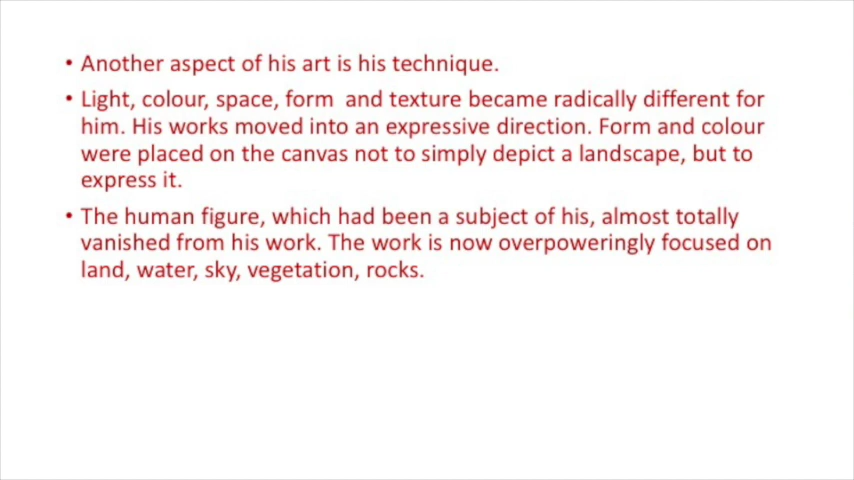 • Another aspect of his art is his technique.
• Light, colour, space, form  and texture became radically different for
him. His works moved into an expressive direction. Form and colour
were placed on the canvas not to simply depict a landscape, but to
express it.
• The human figure, which had been a subject of his, almost totally
vanished from his work. The work is now overpoweringly focused on
land, water, sky, vegetation, rocks.